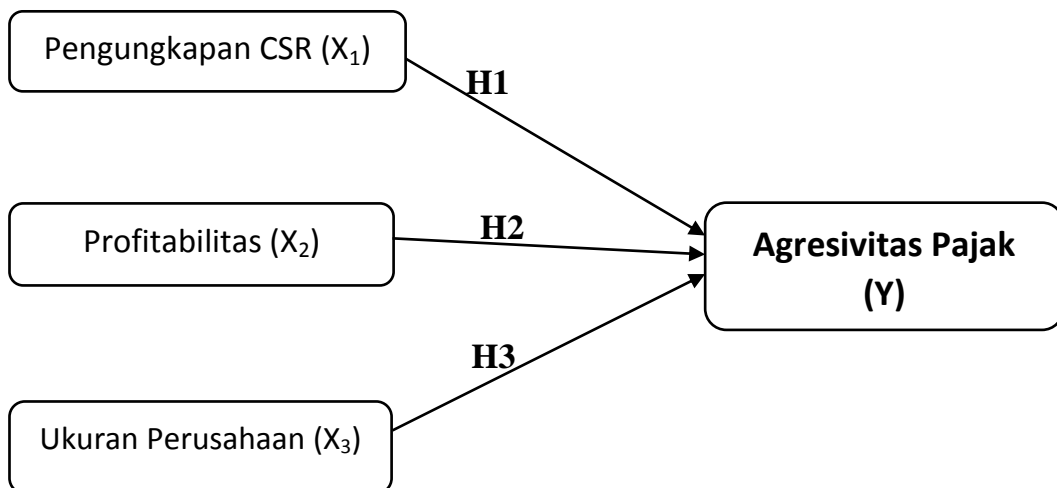 Pengungkapan CSR (X₁)
H1
Profitabilitas (X₂)
H2
Agresivitas Pajak
(Y)
H3
Ukuran Perusahaan (X₃)